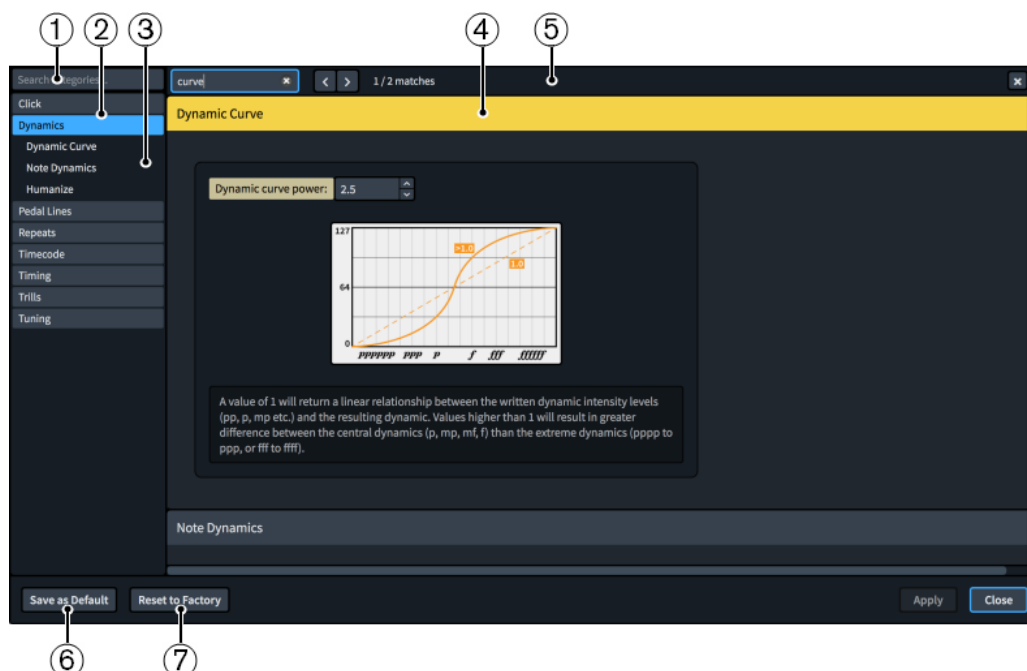 ① ② ③ ④ ⑤
Search categories...
curve
1 / 2 matches
Click
Dynamics
Dynamic Curve
Note Dynamics
Humanize
Pedal Lines
Repeats
Timecode
Timing
Trills
Tuning
Dynamic Curve
Dynamic curve power: 2.5
127
>1.0
1.0
64
0
pppppp ppp p f fff ffffff
A value of 1 will return a linear relationship between the written dynamic intensity levels
(pp, p, mp etc.) and the resulting dynamic. Values higher than 1 will result in greater
difference between the central dynamics (p, mp, mf, f) than the extreme dynamics (pppp to
ppp, or fff to ffff).
Note Dynamics
Save as Default
Reset to Factory
Apply
Close
⑥ ⑦